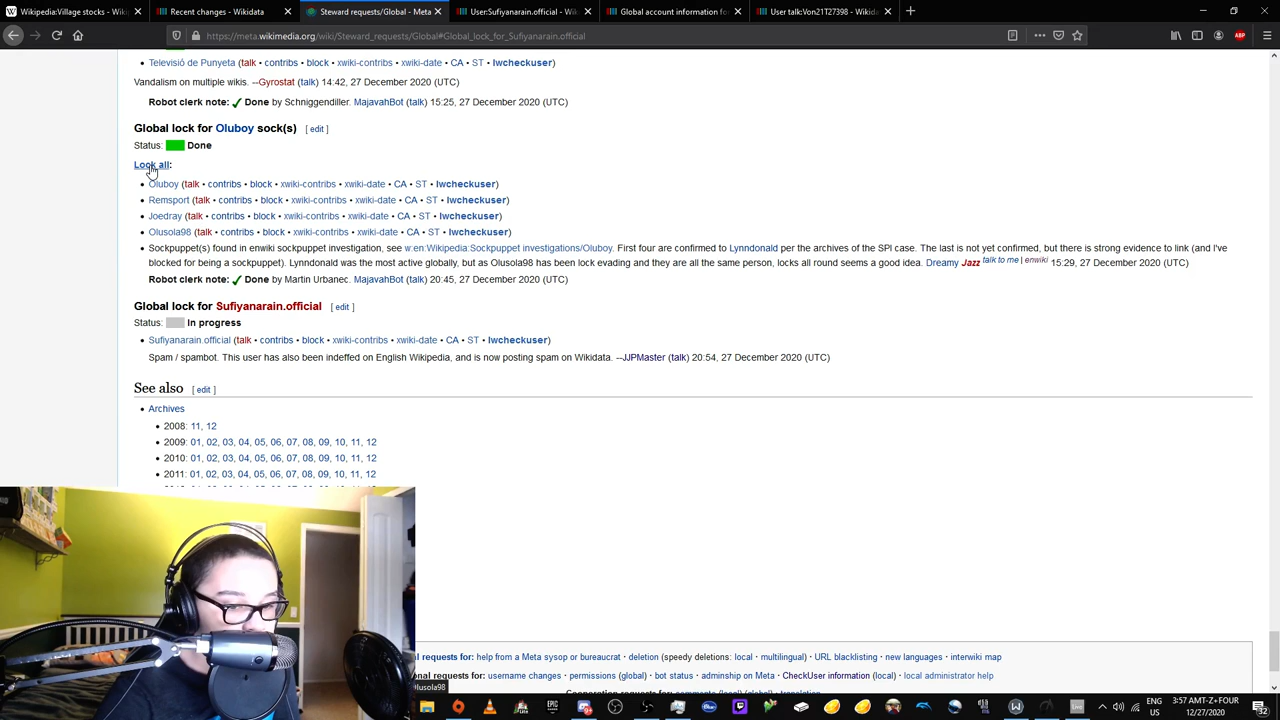 Wikipedia:Village stocks - Wiki
Recent changes - Wikidata
Steward requests/Global - Meta
User:Sufiyanarain.official - Wiki
Global account information for
User talk:Von21T27398 - Wikida
https://meta.wikimedia.org/wiki/Steward_requests/Global#Global_lock_for_Sufiyanarain.official
• Televisió de Punyeta (talk • contribs • block • xwiki-contribs • xwiki-date • CA • ST • lwcheckuser)
Vandalism on multiple wikis. --Gyrostat (talk) 14:42, 27 December 2020 (UTC)
Robot clerk note: ✓ Done by Schniggendiller. MajavahBot (talk) 15:25, 27 December 2020 (UTC)
Global lock for Oluboy sock(s) [ edit ]
Status: Done
Lock all:
• Oluboy (talk • contribs • block • xwiki-contribs • xwiki-date • CA • ST • lwcheckuser)
• Remsport (talk • contribs • block • xwiki-contribs • xwiki-date • CA • ST • lwcheckuser)
• Joedray (talk • contribs • block • xwiki-contribs • xwiki-date • CA • ST • lwcheckuser)
• Olusola98 (talk • contribs • block • xwiki-contribs • xwiki-date • CA • ST • lwcheckuser)
• Sockpuppet(s) found in enwiki sockpuppet investigation, see w:en:Wikipedia:Sockpuppet investigations/Oluboy. First four are confirmed to Lynndonald per the archives of the SPI case. The last is not yet confirmed, but there is strong evidence to link (and I've
blocked for being a sockpuppet). Lynndonald was the most active globally, but as Olusola98 has been lock evading and they are all the same person, locks all round seems a good idea. Dreamy Jazz talk to me | enwiki 15:29, 27 December 2020 (UTC)
Robot clerk note: ✓ Done by Martin Urbanec. MajavahBot (talk) 20:45, 27 December 2020 (UTC)
Global lock for Sufiyanarain.official [ edit ]
Status: In progress
• Sufiyanarain.official (talk • contribs • block • xwiki-contribs • xwiki-date • CA • ST • lwcheckuser)
Spam / spambot. This user has also been indeffed on English Wikipedia, and is now posting spam on Wikidata. --JJPMaster (talk) 20:54, 27 December 2020 (UTC)
See also [ edit ]
• Archives
• 2008: 11, 12
• 2009: 01, 02, 03, 04, 05, 06, 07, 08, 09, 10, 11, 12
• 2010: 01, 02, 03, 04, 05, 06, 07, 08, 09, 10, 11, 12
• 2011: 01, 02, 03, 04, 05, 06, 07, 08, 09, 10, 11, 12
requests for: help from a Meta sysop or bureaucrat · deletion (speedy deletions: local · multilingual) · URL blacklisting · new languages · interwiki map
requests for: username changes · permissions (global) · bot status · adminship on Meta · CheckUser information (local) · local administrator help
Cooperation requests for: comments (local) (global) · translation
Olusola98
ENG
US
3:57 AMT-Z+FOUR
12/27/2020